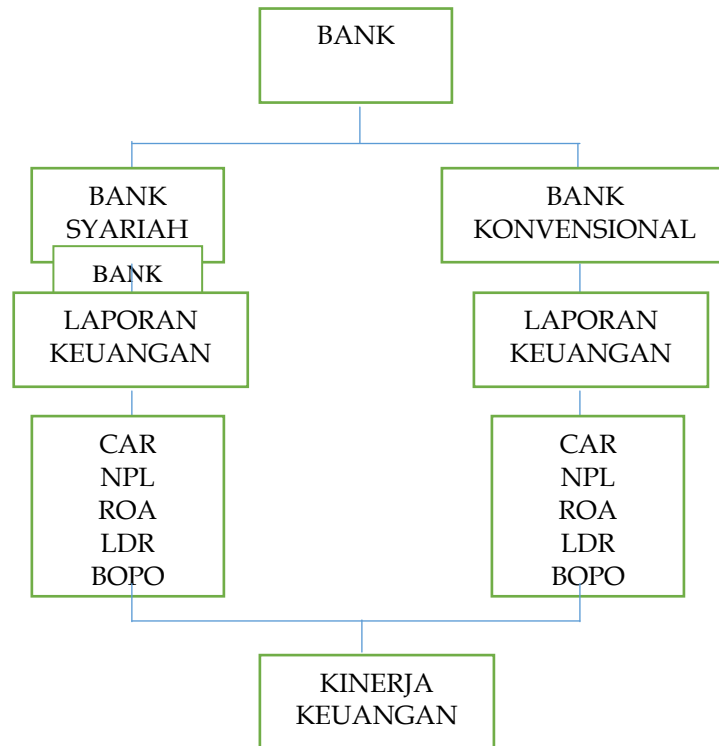 BANK
BANK
SYARIAH
BANK
KONVENSIONAL
BANK
LAPORAN
KEUANGAN
LAPORAN
KEUANGAN
CAR
NPL
ROA
LDR
BOPO
CAR
NPL
ROA
LDR
BOPO
KINERJA
KEUANGAN